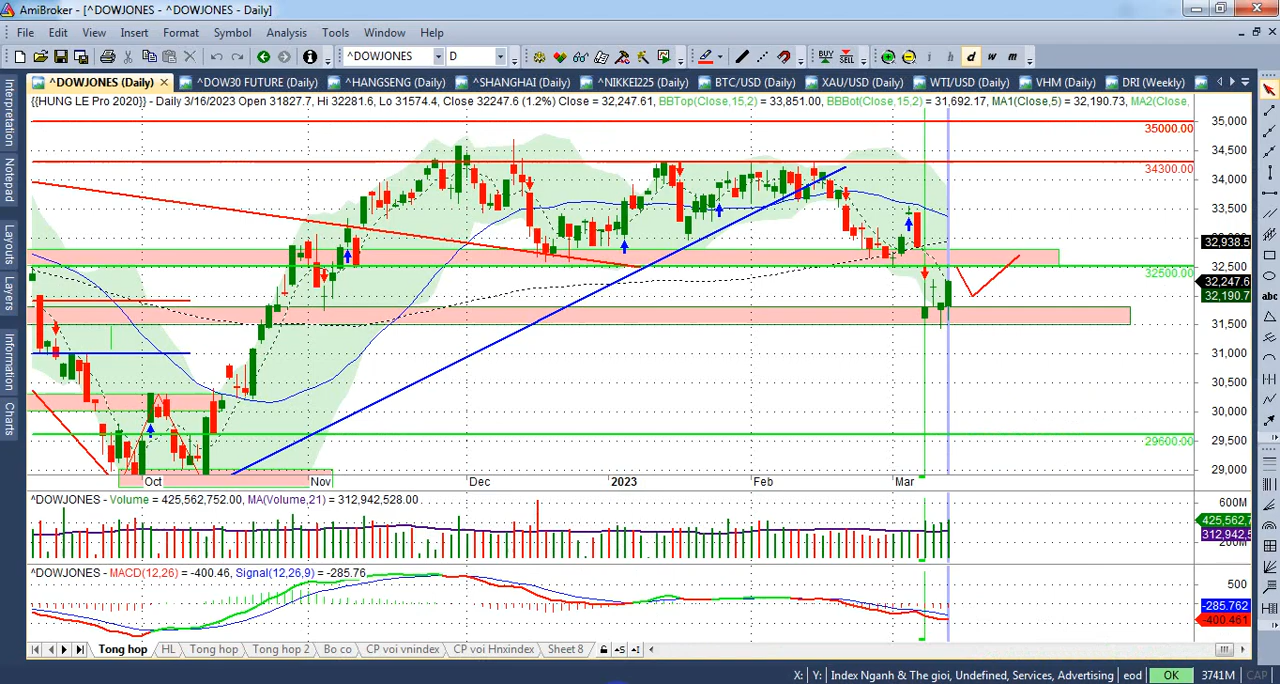 AmiBroker - [^DOWJONES - ^DOWJONES - Daily]
File Edit View Insert Format Symbol Analysis Tools Window Help
^DOWJONES D BUY SELL i h d w m
^DOWJONES (Daily) ^DOW30 FUTURE (Daily) ^HANGSENG (Daily) ^SHANGHAI (Daily) ^NIKKEI225 (Daily) BTC/USD (Daily) XAU/USD (Daily) WTI/USD (Daily) VHM (Daily) DRI (Weekly)
{{HUNG LE Pro 2020}} - Daily 3/16/2023 Open 31827.7, Hi 32281.6, Lo 31574.4, Close 32247.6 (1.2%) Close = 32,247.61, BBTop(Close,15,2) = 33,851.00, BBBot(Close,15,2) = 31,692.17, MA1(Close,5) = 32,190.73, MA2(Close,
Interpretation
Notepad
Layouts
Layers
Information
Charts
35000.00
34300.00
32500.00
29600.00
35,000
34,500
34,000
33,500
32,938.5
32,500
32,247.6
32,190.7
31,500
31,000
30,500
30,000
29,500
29,000
abc
Oct Nov Dec 2023 Feb Mar
^DOWJONES - Volume = 425,562,752.00, MA(Volume,21) = 312,942,528.00
600M
425,562,7
312,942,5
200M
^DOWJONES - MACD(12,26) = -400.46, Signal(12,26,9) = -285.76
500
-285.762
-400.461
Tong hop HL Tong hop Tong hop 2 Bo co CP voi vnindex CP voi Hnxindex Sheet 8
X: Y: Index Nganh & The gioi, Undefined, Services, Advertising eod OK 3741M CAP